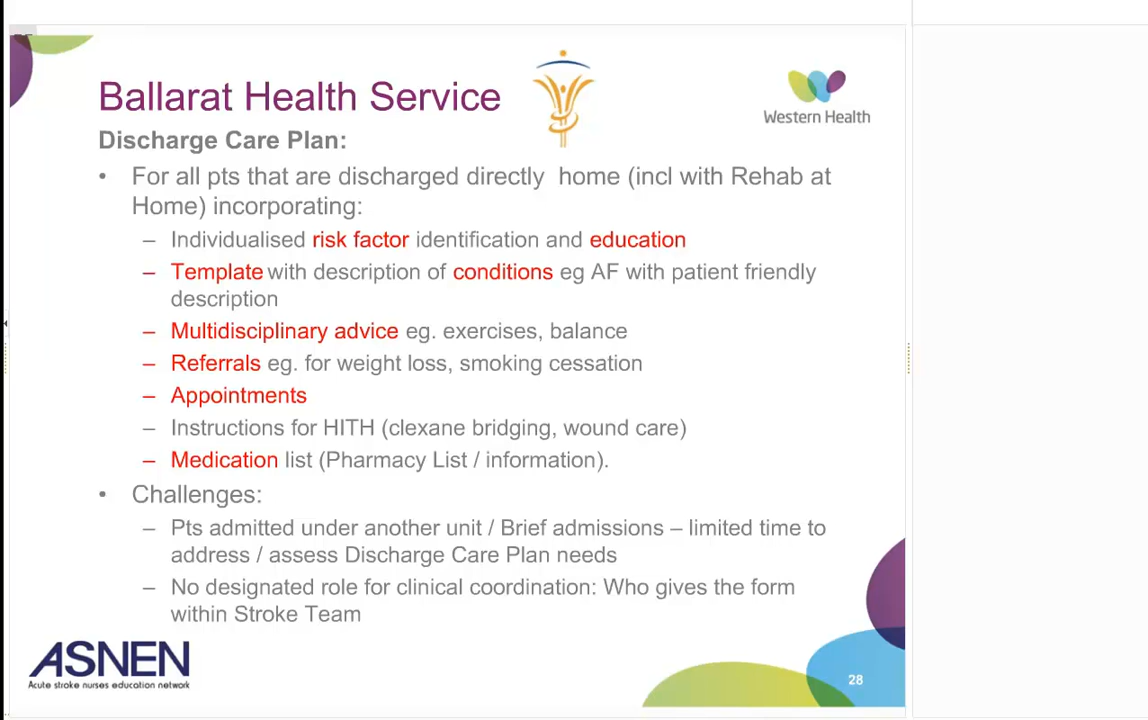 Ballarat Health Service
Western Health
Discharge Care Plan:
• For all pts that are discharged directly home (incl with Rehab at
Home) incorporating:
– Individualised risk factor identification and education
– Template with description of conditions eg AF with patient friendly
description
– Multidisciplinary advice eg. exercises, balance
– Referrals eg. for weight loss, smoking cessation
– Appointments
– Instructions for HITH (clexane bridging, wound care)
– Medication list (Pharmacy List / information).
• Challenges:
– Pts admitted under another unit / Brief admissions – limited time to
address / assess Discharge Care Plan needs
– No designated role for clinical coordination: Who gives the form
within Stroke Team
ASNEN
Acute stroke nurses education network
28